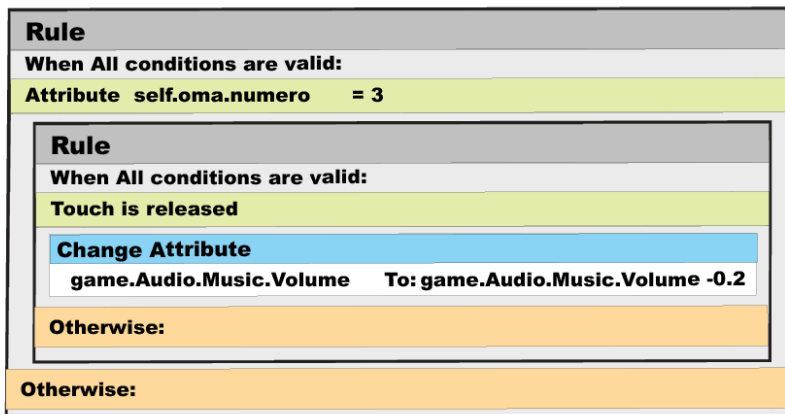 Rule
When All conditions are valid:
Attribute self.oma.numero = 3
Rule
When All conditions are valid:
Touch is released
Change Attribute
game.Audio.Music.Volume To: game.Audio.Music.Volume -0.2
Otherwise:
Otherwise: